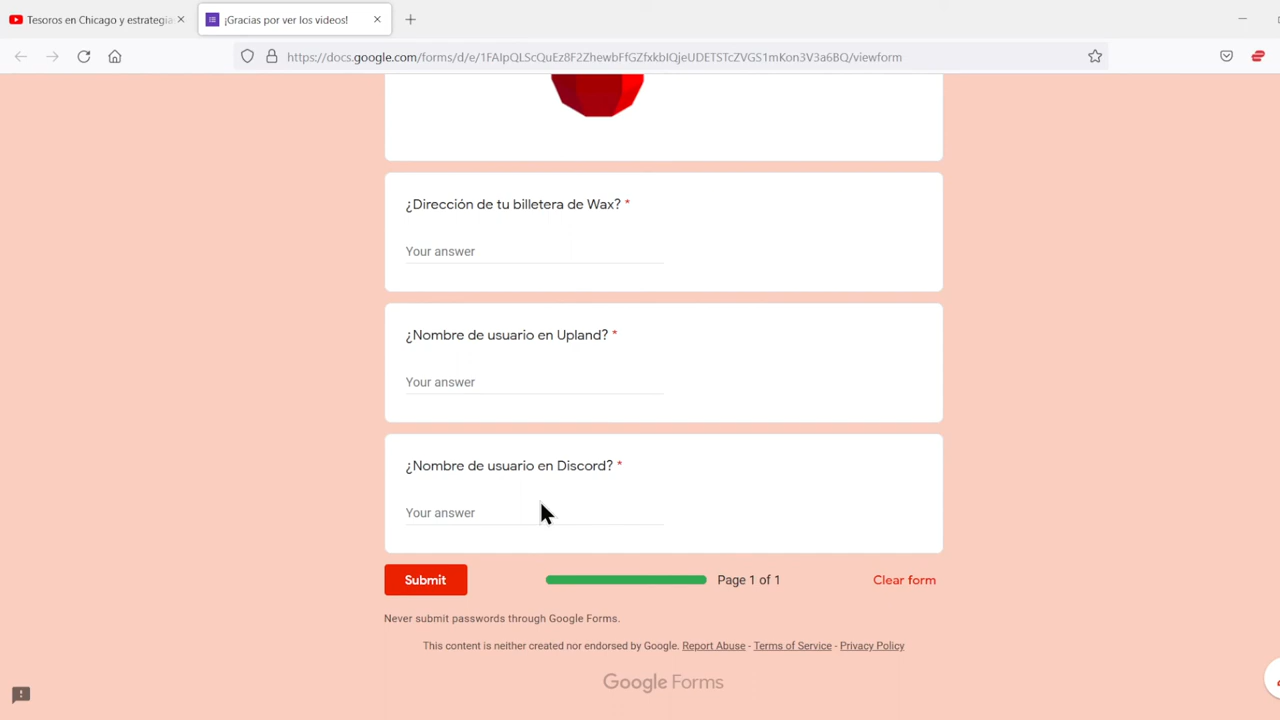 Tesoros en Chicago y estrategia
¡Gracias por ver los videos!
https://docs.google.com/forms/d/e/1FAIpQLScQuEz8F2ZhewbFfGZfxkbIQjeUDETSTcZVGS1mKon3V3a6BQ/viewform
¿Dirección de tu billetera de Wax? *
Your answer
¿Nombre de usuario en Upland? *
Your answer
¿Nombre de usuario en Discord? *
Your answer
Submit
Page 1 of 1
Clear form
Never submit passwords through Google Forms.
This content is neither created nor endorsed by Google. Report Abuse - Terms of Service - Privacy Policy
Google Forms